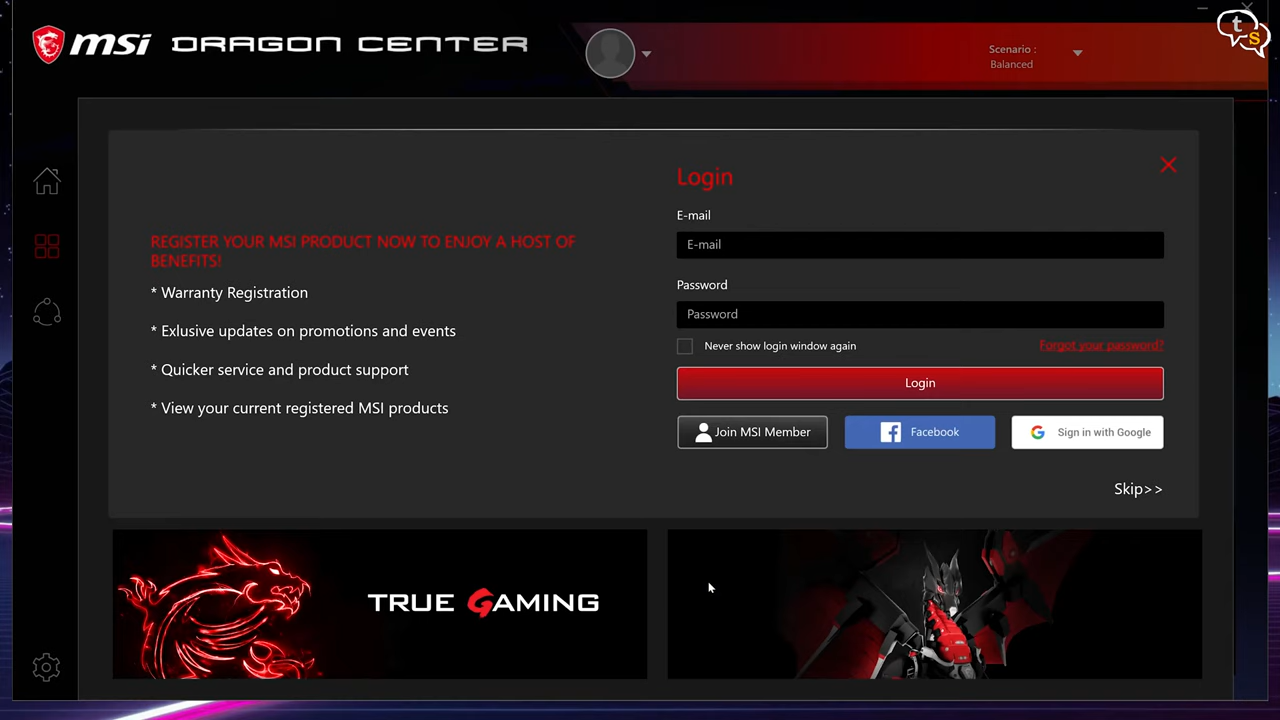 msi DRAGON CENTER
Scenario :
Balanced
ts
Login
E-mail
E-mail
REGISTER YOUR MSI PRODUCT NOW TO ENJOY A HOST OF
BENEFITS!
* Warranty Registration
* Exlusive updates on promotions and events
* Quicker service and product support
* View your current registered MSI products
Password
Password
Never show login window again
Forgot your password?
Login
Join MSI Member
Facebook
Sign in with Google
Skip>>
TRUE GAMING